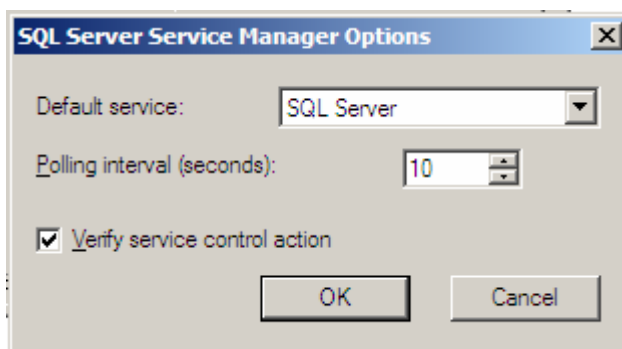 SQL Server Service Manager Options
Default service: SQL Server
Polling interval (seconds): 10
Verify service control action
OK Cancel